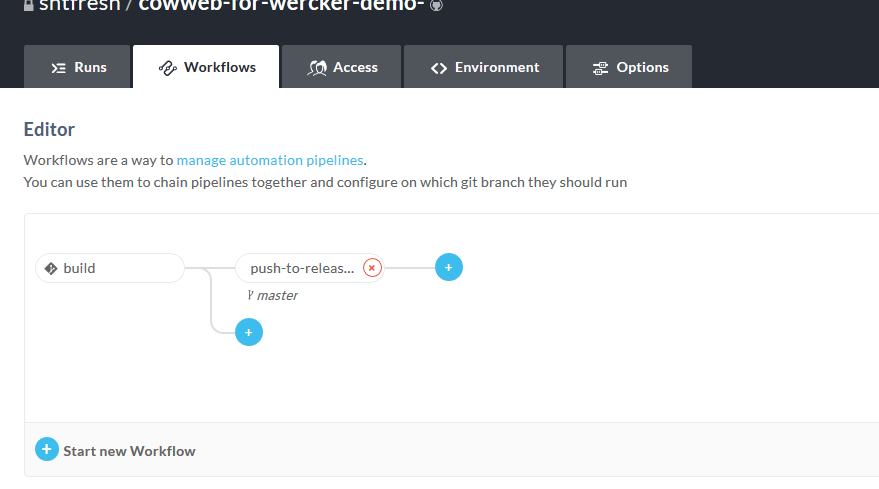 shtfresh / cowweb-for-wercker-demo-
Runs
Workflows
Access
Environment
Options
Editor
Workflows are a way to manage automation pipelines.
You can use them to chain pipelines together and configure on which git branch they should run
build
push-to-releas...
master
Start new Workflow